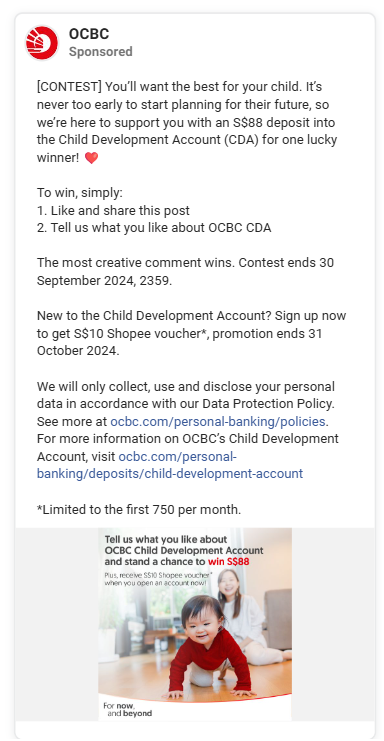 OCBC
Sponsored
[CONTEST] You’ll want the best for your child. It’s
never too early to start planning for their future, so
we’re here to support you with an S$88 deposit into
the Child Development Account (CDA) for one lucky
winner! ❤️
To win, simply:
1. Like and share this post
2. Tell us what you like about OCBC CDA
The most creative comment wins. Contest ends 30
September 2024, 2359.
New to the Child Development Account? Sign up now
to get S$10 Shopee voucher*, promotion ends 31
October 2024.
We will only collect, use and disclose your personal
data in accordance with our Data Protection Policy.
See more at ocbc.com/personal-banking/policies.
For more information on OCBC’s Child Development
Account, visit ocbc.com/personal-
banking/deposits/child-development-account
*Limited to the first 750 per month.
Tell us what you like about
OCBC Child Development Account
and stand a chance to win S$88
Plus, receive S$10 Shopee voucher*
when you open an account now!
For now,
and beyond